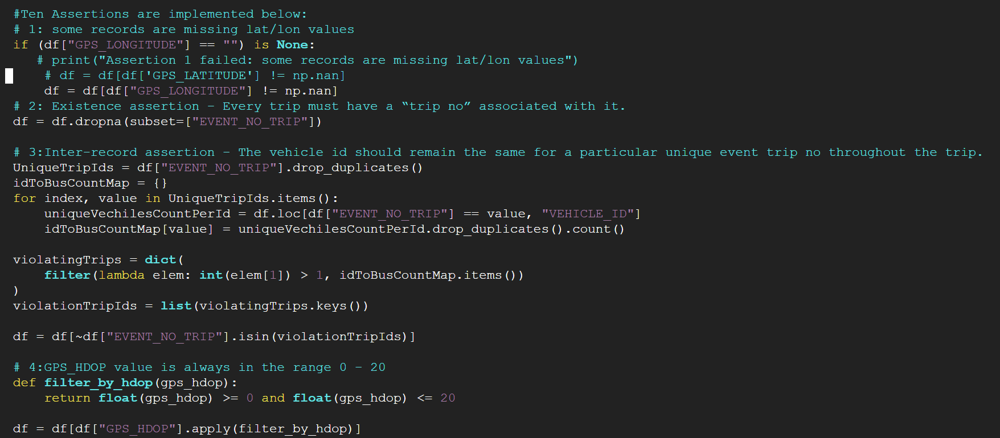 #Ten Assertions are implemented below:
# 1: some records are missing lat/lon values
if (df["GPS_LONGITUDE"] == "") is None:
   # print("Assertion 1 failed: some records are missing lat/lon values")
    # df = df[df['GPS_LATITUDE'] != np.nan]
    df = df[df["GPS_LONGITUDE"] != np.nan]
# 2: Existence assertion – Every trip must have a “trip no” associated with it.
df = df.dropna(subset=["EVENT_NO_TRIP"])

# 3:Inter-record assertion – The vehicle id should remain the same for a particular unique event trip no throughout the trip.
UniqueTripIds = df["EVENT_NO_TRIP"].drop_duplicates()
idToBusCountMap = {}
for index, value in UniqueTripIds.items():
    uniqueVechilesCountPerId = df.loc[df["EVENT_NO_TRIP"] == value, "VEHICLE_ID"]
    idToBusCountMap[value] = uniqueVechilesCountPerId.drop_duplicates().count()

violatingTrips = dict(
    filter(lambda elem: int(elem[1]) > 1, idToBusCountMap.items())
)
violationTripIds = list(violatingTrips.keys())

df = df[~df["EVENT_NO_TRIP"].isin(violationTripIds)]

# 4:GPS_HDOP value is always in the range 0 – 20
def filter_by_hdop(gps_hdop):
    return float(gps_hdop) >= 0 and float(gps_hdop) <= 20

df = df[df["GPS_HDOP"].apply(filter_by_hdop)]